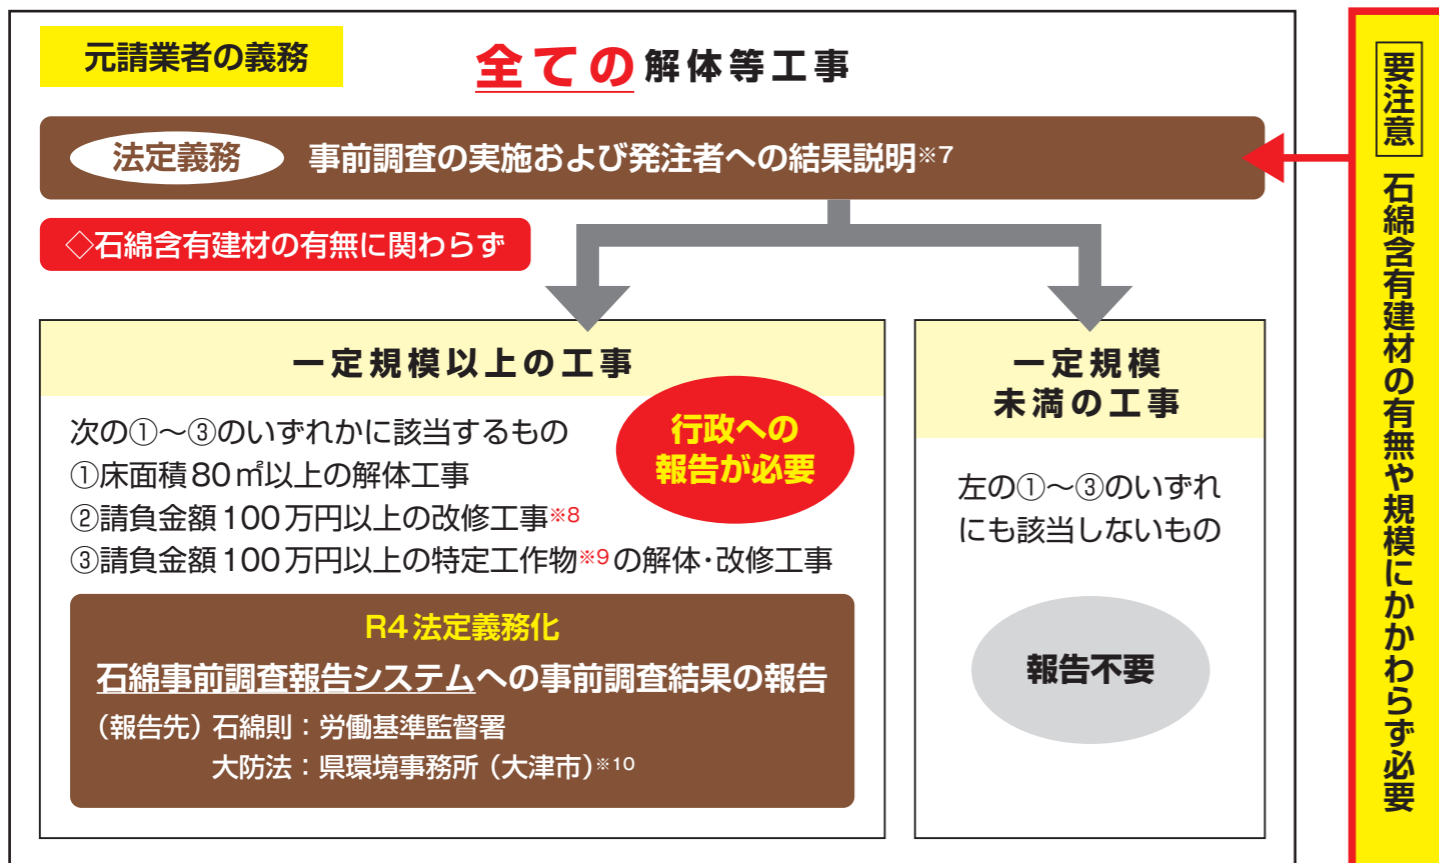 元請業者の義務
全ての解体等工事
法定義務 事前調査の実施および発注者への結果説明※7
◇石綿含有建材の有無に関わらず
一定規模以上の工事
行政への
報告が必要
次の①～③のいずれかに該当するもの
①床面積80㎡以上の解体工事
②請負金額100万円以上の改修工事※8
③請負金額100万円以上の特定工作物※9の解体･改修工事
R4法定義務化
石綿事前調査報告システムへの事前調査結果の報告
（報告先）石綿則：労働基準監督署
大防法：県環境事務所（大津市）※10
一定規模
未満の工事
左の①～③のいずれ
にも該当しないもの
報告不要
要注意 石綿含有建材の有無や規模にかかわらず必要